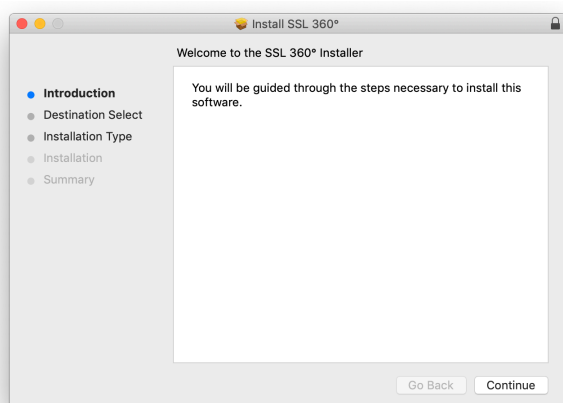 Install SSL 360°
Welcome to the SSL 360° Installer
Introduction
Destination Select
Installation Type
Installation
Summary
You will be guided through the steps necessary to install this
software.
Go Back
Continue